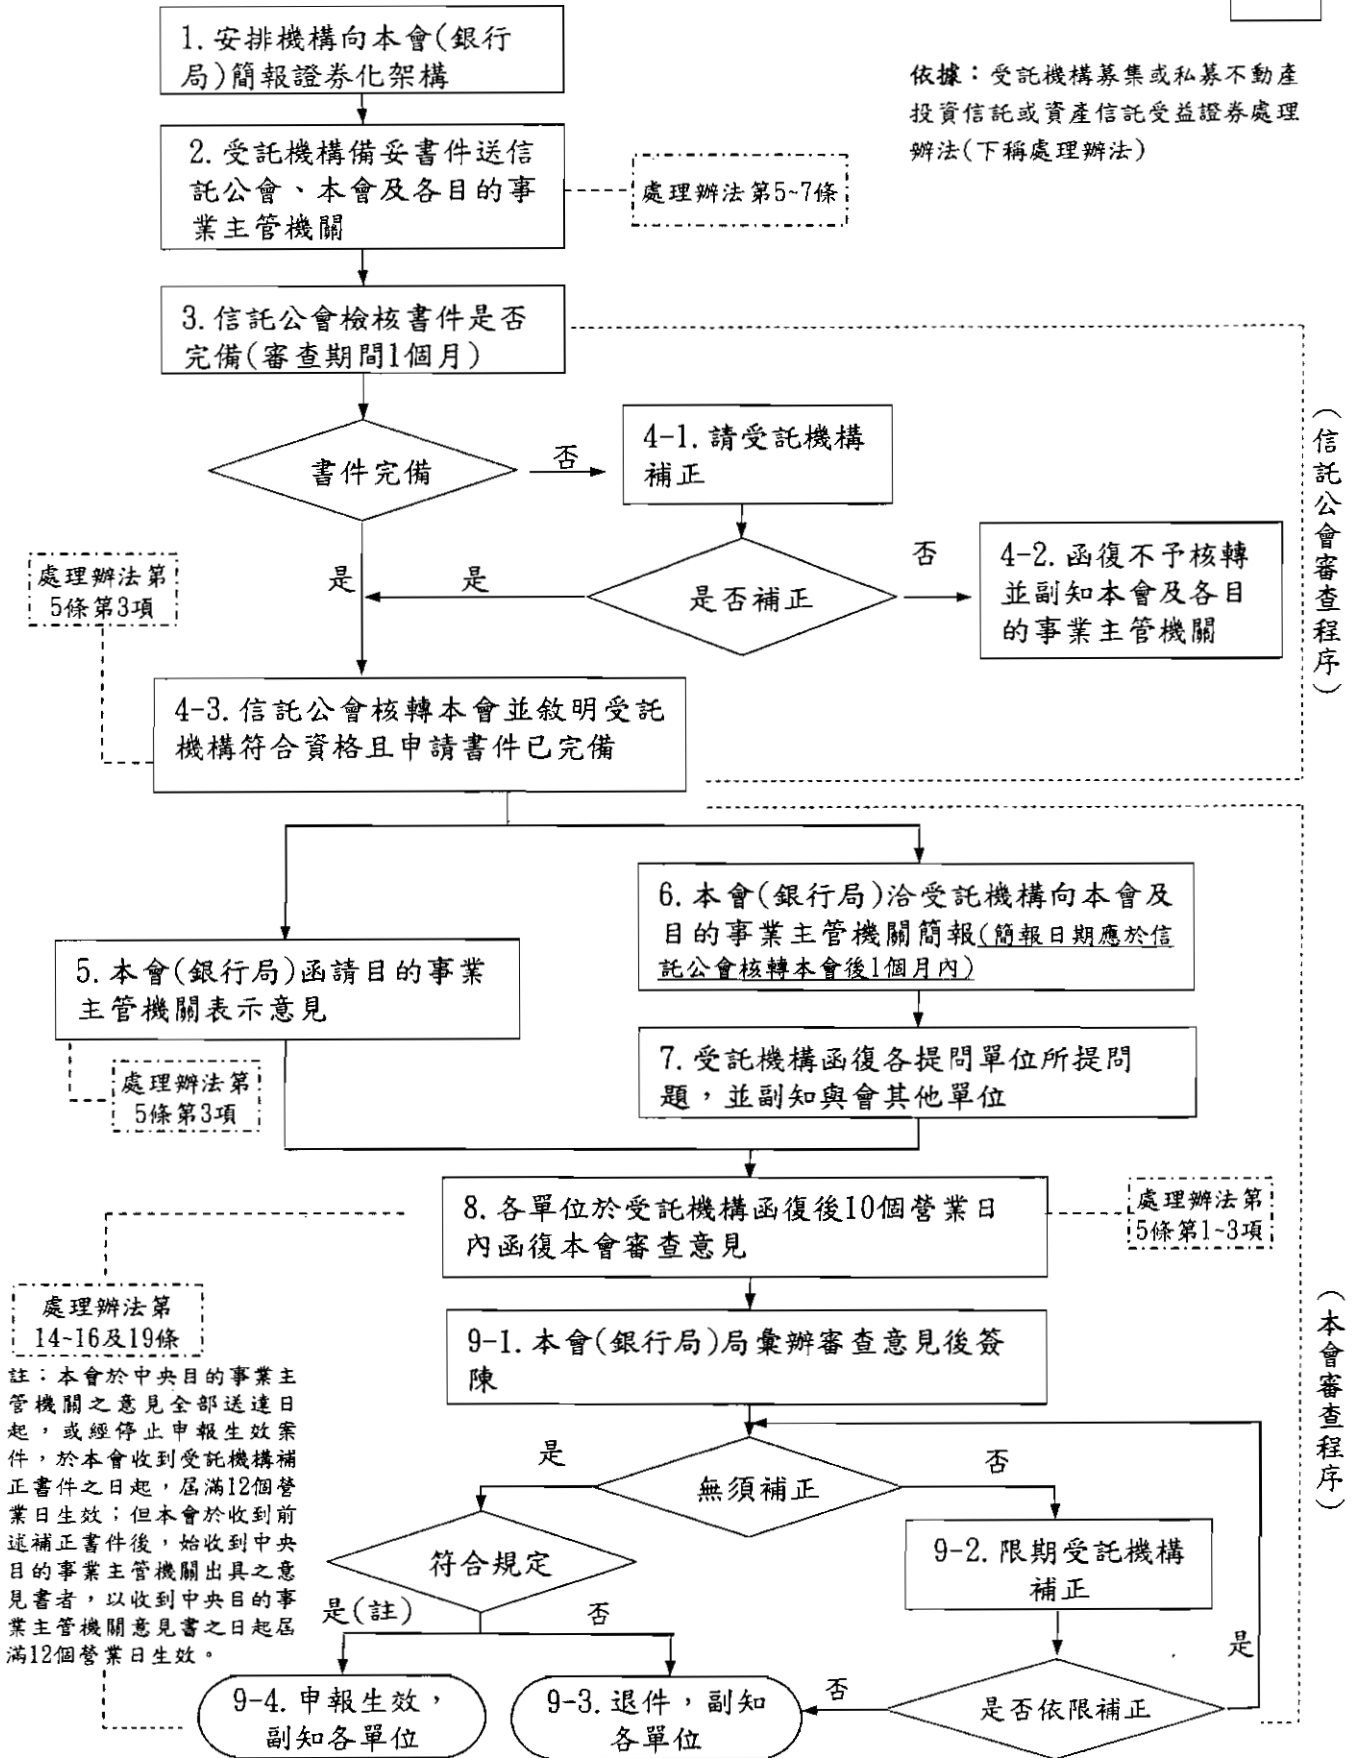 1.安排機構向本會(銀行
局)簡報證券化架構
依據：受託機構募集或私募不動產
投資信託或資產信託受益證券處理
辦法(下稱處理辦法)
2.受託機構備妥書件送信
託公會、本會及各目的事
業主管機關
處理辦法第5~7條
3.信託公會檢核書件是否
完備(審查期間1個月)
書件完備
否
4-1.請受託機構
補正
(信託公會審查程序)
處理辦法第
5條第3項
是
是
是否補正
否
4-2.函復不予核轉
並副知本會及各目
的事業主管機關
4-3.信託公會核轉本會並敘明受託
機構符合資格且申請書件已完備
6.本會(銀行局)洽受託機構向本會及
目的事業主管機關簡報(簡報日期應於信
託公會核轉本會後1個月內)
5.本會(銀行局)函請目的事業
主管機關表示意見
處理辦法第
5條第3項
7.受託機構函復各提問單位所提問
題，並副知與會其他單位
8.各單位於受託機構函復後10個營業日
內函復本會審查意見
處理辦法第
5條第1~3項
處理辦法第
14~16及19條
9-1.本會(銀行局)局彙辦審查意見後簽
陳
(本會審查程序)
註：本會於中央目的事業主
管機關之意見全部送達日
起，或經停止申報生效案
件，於本會收到受託機構補
正書件之日起，屆滿12個營
業日生效；但本會於收到前
述補正書件後，始收到中央
目的事業主管機關出具之意
見書者，以收到中央目的事
業主管機關意見書之日起屆
滿12個營業日生效。
是
無須補正
否
符合規定
9-2.限期受託機構
補正
是(註)
否
是
9-4.申報生效，
副知各單位
9-3.退件，副知
各單位
否
是否依限補正